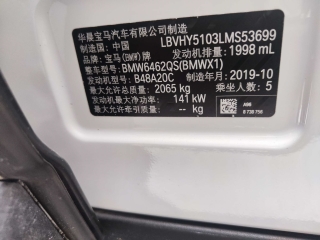 华晨宝马汽车有限公司制造
制造国:中国 LBVHY5103LMS53699
品牌:宝马(BMW)牌 发动机排量:1998 mL
整车型号:BMW6462QS(BMWX1)
发动机型号:B48A20C 制造年月:2019-10
最大允许总质量:2065 kg 乘坐人数:5
发动机最大净功率:141 kW
最大允许牵引质量:-- kg